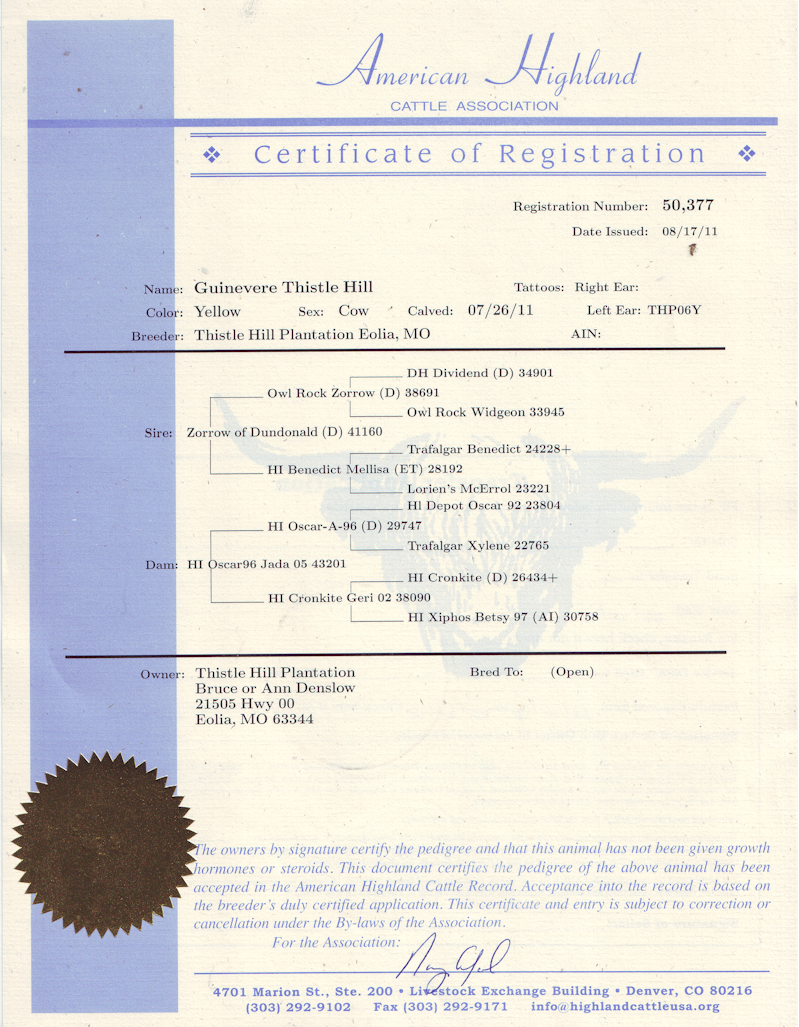 American Highland
CATTLE ASSOCIATION
Certificate of Registration
Registration Number: 50,377
Date Issued: 08/17/11
Name: Guinevere Thistle Hill Tattoos: Right Ear:
Color: Yellow Sex: Cow Calved: 07/26/11 Left Ear: THP06Y
Breeder: Thistle Hill Plantation Eolia, MO AIN:
DH Dividend (D) 34901
Owl Rock Zorrow (D) 38691
Owl Rock Widgeon 33945
Sire: Zorrow of Dundonald (D) 41160
Trafalgar Benedict 24228+
HI Benedict Mellisa (ET) 28192
Lorien's McErrol 23221
Hl Depot Oscar 92 23804
HI Oscar-A-96 (D) 29747
Trafalgar Xylene 22765
Dam: HI Oscar96 Jada 05 43201
HI Cronkite (D) 26434+
HI Cronkite Geri 02 38090
HI Xiphos Betsy 97 (AI) 30758
Owner: Thistle Hill Plantation Bred To: (Open)
Bruce or Ann Denslow
21505 Hwy 00
Eolia, MO 63344
The owners by signature certify the pedigree and that this animal has not been given growth
hormones or steroids. This document certifies the pedigree of the above animal has been
accepted in the American Highland Cattle Record. Acceptance into the record is based on
the breeder's duly certified application. This certificate and entry is subject to correction or
cancellation under the By-laws of the Association.
For the Association:
4701 Marion St., Ste. 200 • Livestock Exchange Building • Denver, CO 80216
(303) 292-9102 Fax (303) 292-9171 info@highlandcattleusa.org